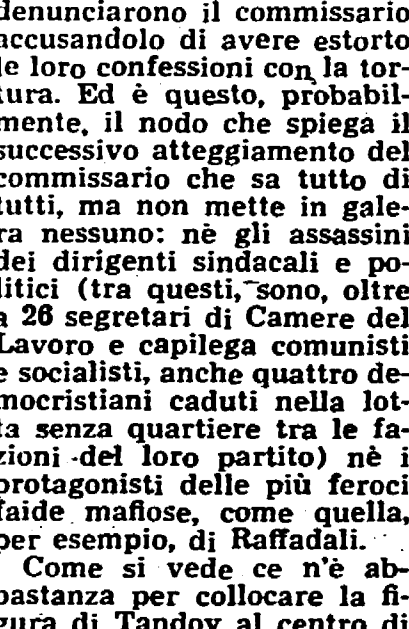 denunciarono il commissario
accusandolo di avere estorto
le loro confessioni con la tor-
tura. Ed è questo, probabil-
mente, il nodo che spiega il
successivo atteggiamento del
commissario che sa tutto di
tutti, ma non mette in gale-
ra nessuno: nè gli assassini
dei dirigenti sindacali e po-
litici (tra questi, sono, oltre
a 26 segretari di Camere del
Lavoro e capilega comunisti
e socialisti, anche quattro de-
mocristiani caduti nella lot-
ta senza quartiere tra le fa-
zioni del loro partito) nè i
protagonisti delle più feroci
faide mafiose, come quella,
per esempio, di Raffadali.
Come si vede ce n'è ab-
bastanza per collocare la fi-
gura di Tandoy al centro di